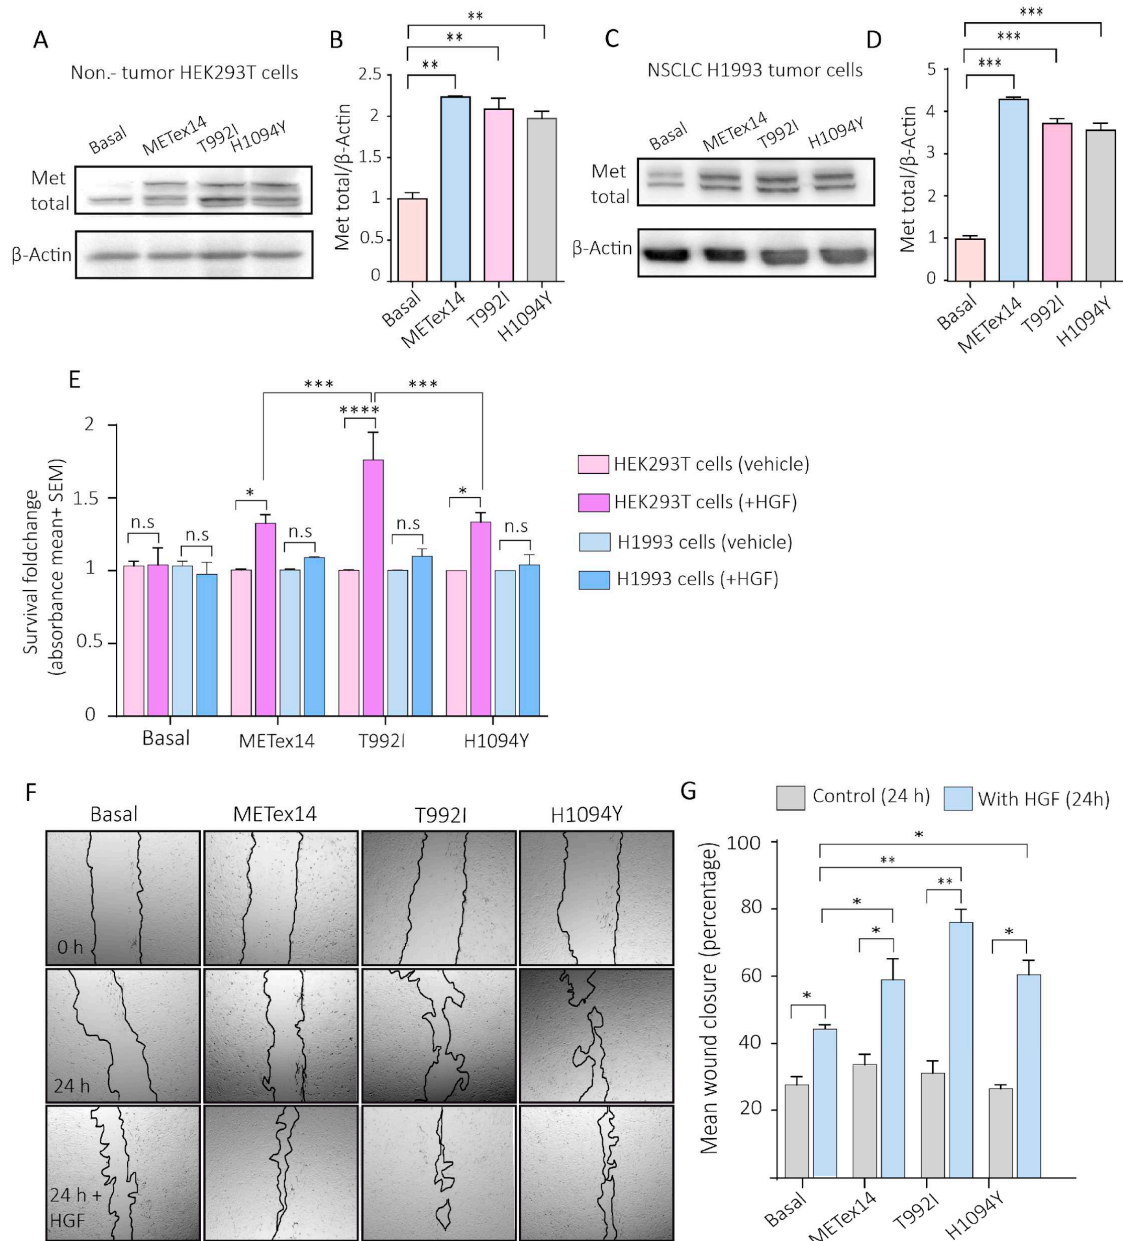 A
Non.- tumor HEK293T cells
Basal
METex14
T992I
H1094Y
Met
total
β-Actin
B
**
**
**
Met total/β-Actin
2.5
2
1
0.5
0
Basal
METex14
T992I
H1094Y
C
NSCLC H1993 tumor cells
Basal
METex14
T992I
H1094Y
Met
total
β-Actin
D
***
***
***
Met total/β-Actin
5
4
3
2
1
0
Basal
METex14
T992I
H1094Y
E
Survival foldchange
(absorbance mean+ SEM)
2
1.5
1
0.5
0
***
***
****
n.s
n.s
*
n.s
n.s
*
n.s
Basal
METex14
T992I
H1094Y
HEK293T cells (vehicle)
HEK293T cells (+HGF)
H1993 cells (vehicle)
H1993 cells (+HGF)
F
Basal
METex14
T992I
H1094Y
0 h
24 h
24 h +
HGF
G
Control (24 h)
With HGF (24h)
Mean wound closure (percentage)
100
80
60
40
20
*
**
*
*
*
**
*
Basal
METex14
T992I
H1094Y